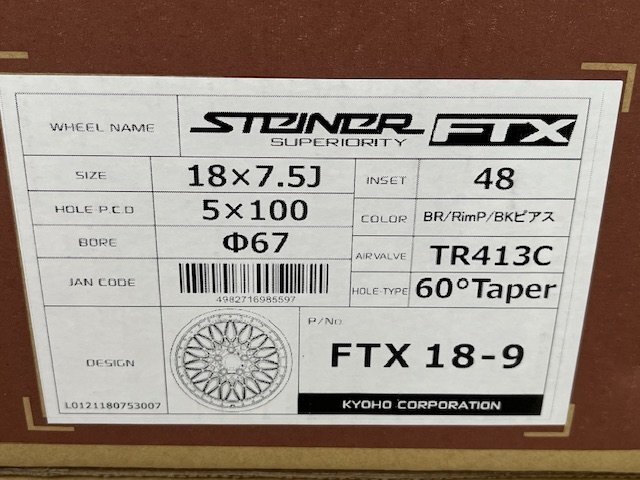 WHEEL NAME STEINER FTX
SUPERIORITY
SIZE 18×7.5J INSET 48
HOLE P.C.D 5×100 COLOR BR/RimP/BKピアス
BORE Φ67 AIRVALVE TR413C
JAN CODE 4982716985597 HOLE-TYPE 60°Taper
P/No.
DESIGN FTX 18-9
L0121180753007 KYOHO CORPORATION